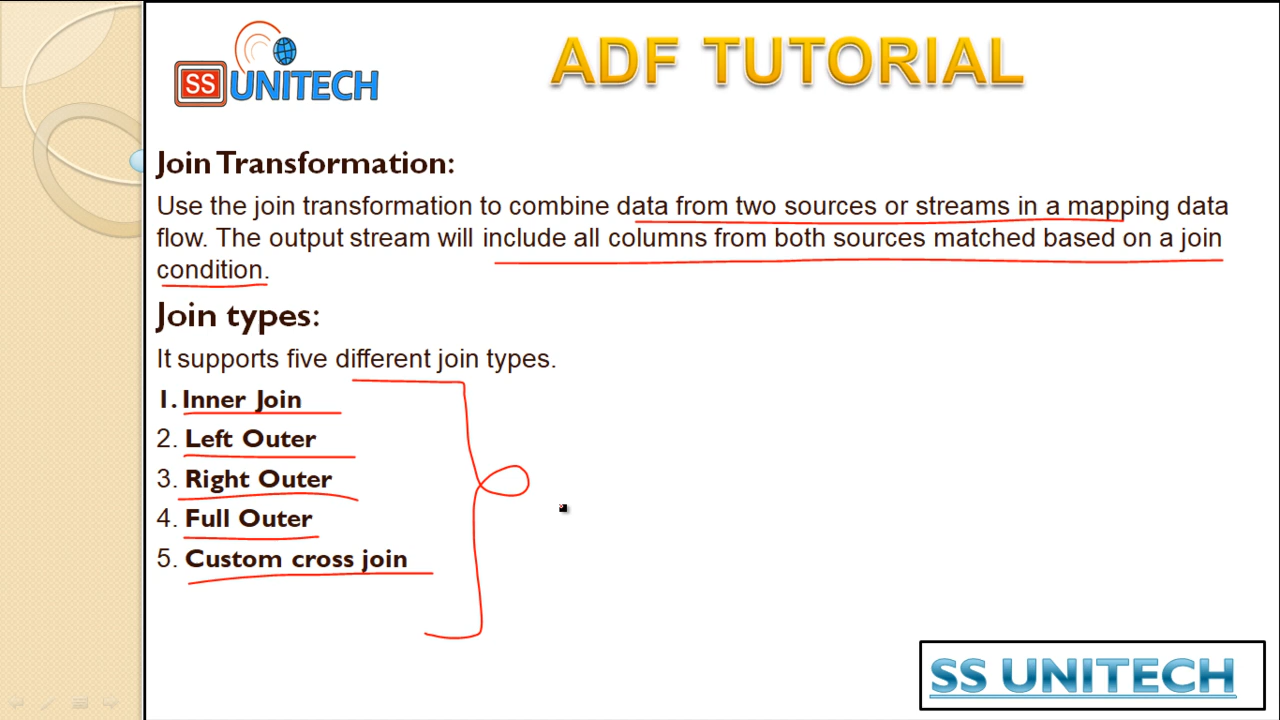 SS UNITECH
ADF TUTORIAL
Join Transformation:
Use the join transformation to combine data from two sources or streams in a mapping data
flow. The output stream will include all columns from both sources matched based on a join
condition.
Join types:
It supports five different join types.
1. Inner Join
2. Left Outer
3. Right Outer
4. Full Outer
5. Custom cross join
SS UNITECH